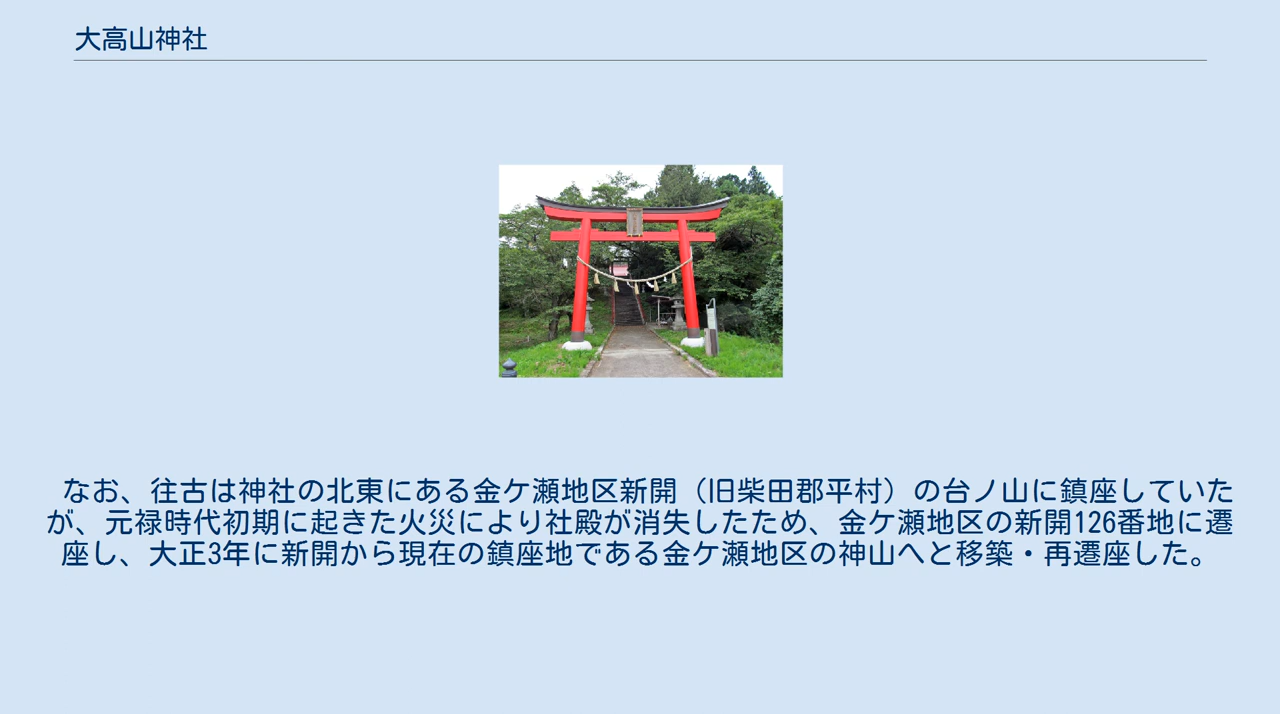 大高山神社
なお、往古は神社の北東にある金ケ瀬地区新開（旧柴田郡平村）の台ノ山に鎮座していた
が、元禄時代初期に起きた火災により社殿が消失したため、金ケ瀬地区の新開126番地に遷
座し、大正3年に新開から現在の鎮座地である金ケ瀬地区の神山へと移築・再遷座した。